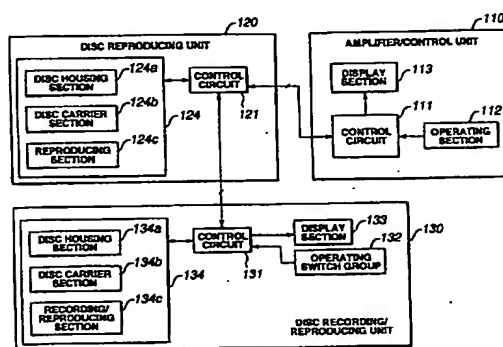 120
DISC REPRODUCING UNIT
DISC HOUSING
SECTION
124a
DISC CARRIER
SECTION
124b
REPRODUCING
SECTION
124c
124
CONTROL
CIRCUIT
121
110
AMPLIFIER/CONTROL UNIT
DISPLAY
SECTION
113
111
CONTROL
CIRCUIT
112
OPERATING
SECTION
130
DISC HOUSING
SECTION
134a
DISC CARRIER
SECTION
134b
RECORDING/
REPRODUCING
SECTION
134c
134
CONTROL
CIRCUIT
131
DISPLAY
SECTION
133
132
OPERATING
SWITCH GROUP
DISC RECORDING/
REPRODUCING UNIT